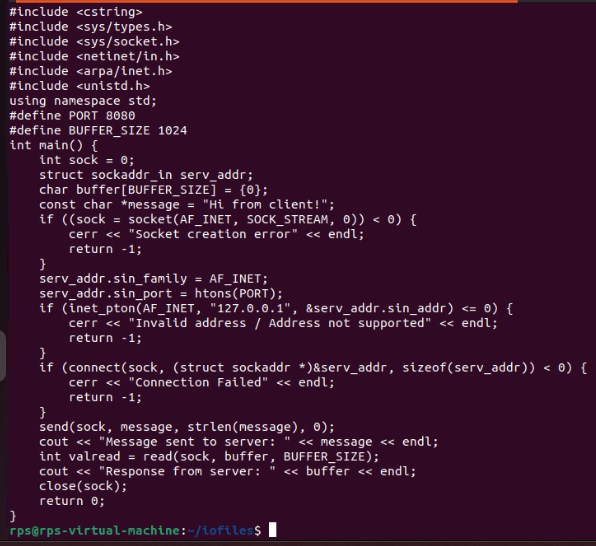 #include <cstring>
#include <sys/types.h>
#include <sys/socket.h>
#include <netinet/in.h>
#include <arpa/inet.h>
#include <unistd.h>
using namespace std;
#define PORT 8080
#define BUFFER_SIZE 1024
int main() {
    int sock = 0;
    struct sockaddr_in serv_addr;
    char buffer[BUFFER_SIZE] = {0};
    const char *message = "Hi from client!";
    if ((sock = socket(AF_INET, SOCK_STREAM, 0)) < 0) {
        cerr << "Socket creation error" << endl;
        return -1;
    }
    serv_addr.sin_family = AF_INET;
    serv_addr.sin_port = htons(PORT);
    if (inet_pton(AF_INET, "127.0.0.1", &serv_addr.sin_addr) <= 0) {
        cerr << "Invalid address / Address not supported" << endl;
        return -1;
    }
    if (connect(sock, (struct sockaddr *)&serv_addr, sizeof(serv_addr)) < 0) {
        cerr << "Connection Failed" << endl;
        return -1;
    }
    send(sock, message, strlen(message), 0);
    cout << "Message sent to server: " << message << endl;
    int valread = read(sock, buffer, BUFFER_SIZE);
    cout << "Response from server: " << buffer << endl;
    close(sock);
    return 0;
}
rps@rps-virtual-machine:~/iofiles$